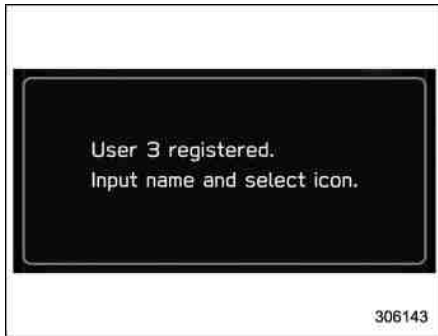 User 3 registered.
Input name and select icon.
306143